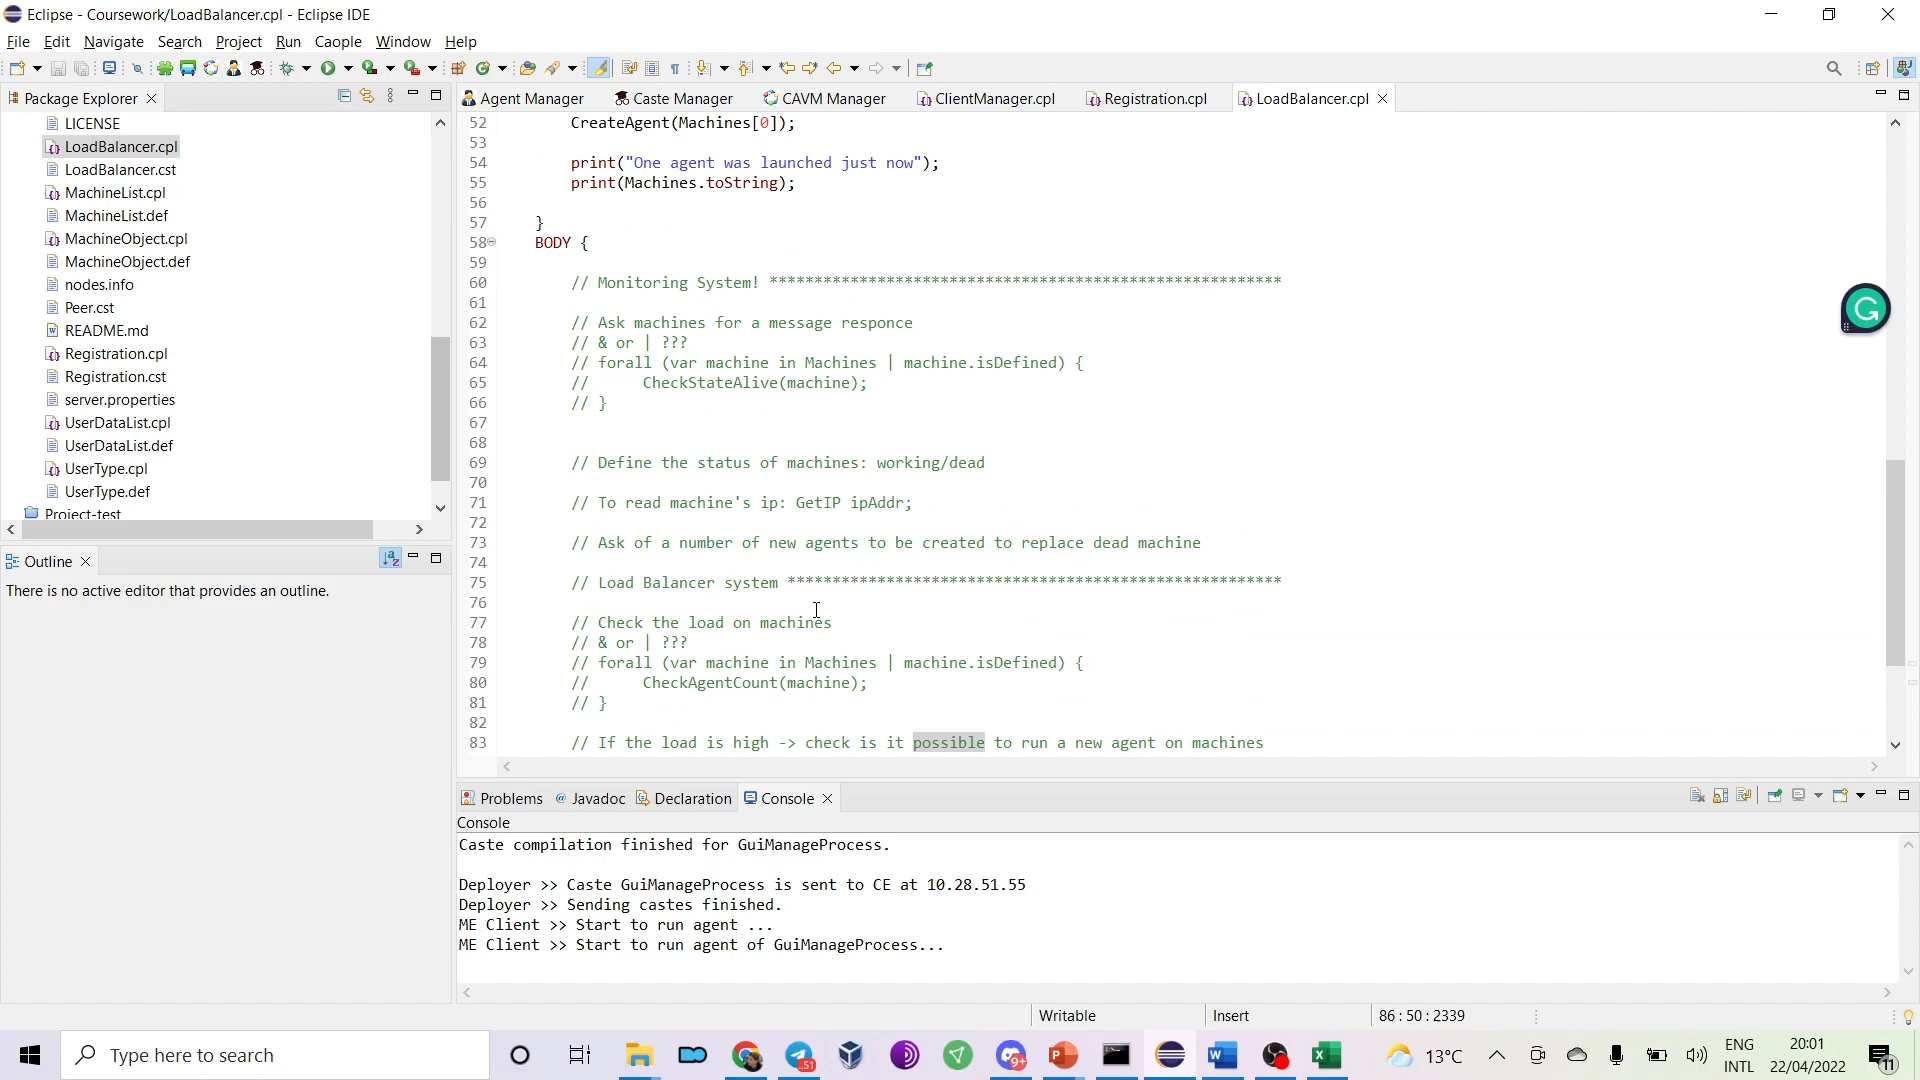 Eclipse - Coursework/LoadBalancer.cpl - Eclipse IDE
File Edit Navigate Search Project Run Caople Window Help
Package Explorer
LICENSE
LoadBalancer.cpl
LoadBalancer.cst
MachineList.cpl
MachineList.def
MachineObject.cpl
MachineObject.def
nodes.info
Peer.cst
README.md
Registration.cpl
Registration.cst
server.properties
UserDataList.cpl
UserDataList.def
UserType.cpl
UserType.def
Project-test
Outline
There is no active editor that provides an outline.
Agent Manager Caste Manager CAVM Manager ClientManager.cpl Registration.cpl LoadBalancer.cpl
52 CreateAgent(Machines[0]);
53
54 print("One agent was launched just now");
55 print(Machines.toString);
56
57 }
58 BODY {
59
60 // Monitoring System! *********************************************************
61
62 // Ask machines for a message responce
63 // & or | ???
64 // forall (var machine in Machines | machine.isDefined) {
65 // CheckStateAlive(machine);
66 // }
67
68
69 // Define the status of machines: working/dead
70
71 // To read machine's ip: GetIP ipAddr;
72
73 // Ask of a number of new agents to be created to replace dead machine
74
75 // Load Balancer system *******************************************************
76
77 // Check the load on machines
78 // & or | ???
79 // forall (var machine in Machines | machine.isDefined) {
80 // CheckAgentCount(machine);
81 // }
82
83 // If the load is high -> check is it possible to run a new agent on machines
Problems Javadoc Declaration Console
Console
Caste compilation finished for GuiManageProcess.
Deployer >> Caste GuiManageProcess is sent to CE at 10.28.51.55
Deployer >> Sending castes finished.
ME Client >> Start to run agent ...
ME Client >> Start to run agent of GuiManageProcess...
Writable Insert 86 : 50 : 2339
Type here to search
51
9+
13°C
ENG
INTL
20:01
22/04/2022
11